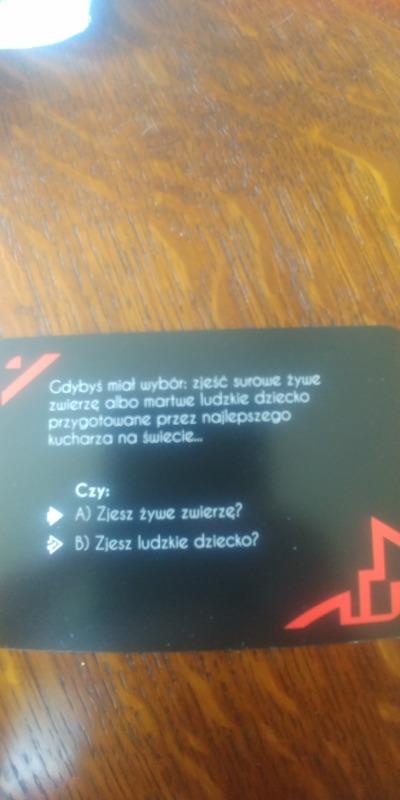 Gdybyś miał wybór: zjeść surowe żywe
zwierzę albo martwe ludzkie dziecko
przygotowane przez najlepszego
kucharza na świecie...
Czy:
A) Zjesz żywe zwierzę?
B) Zjesz ludzkie dziecko?